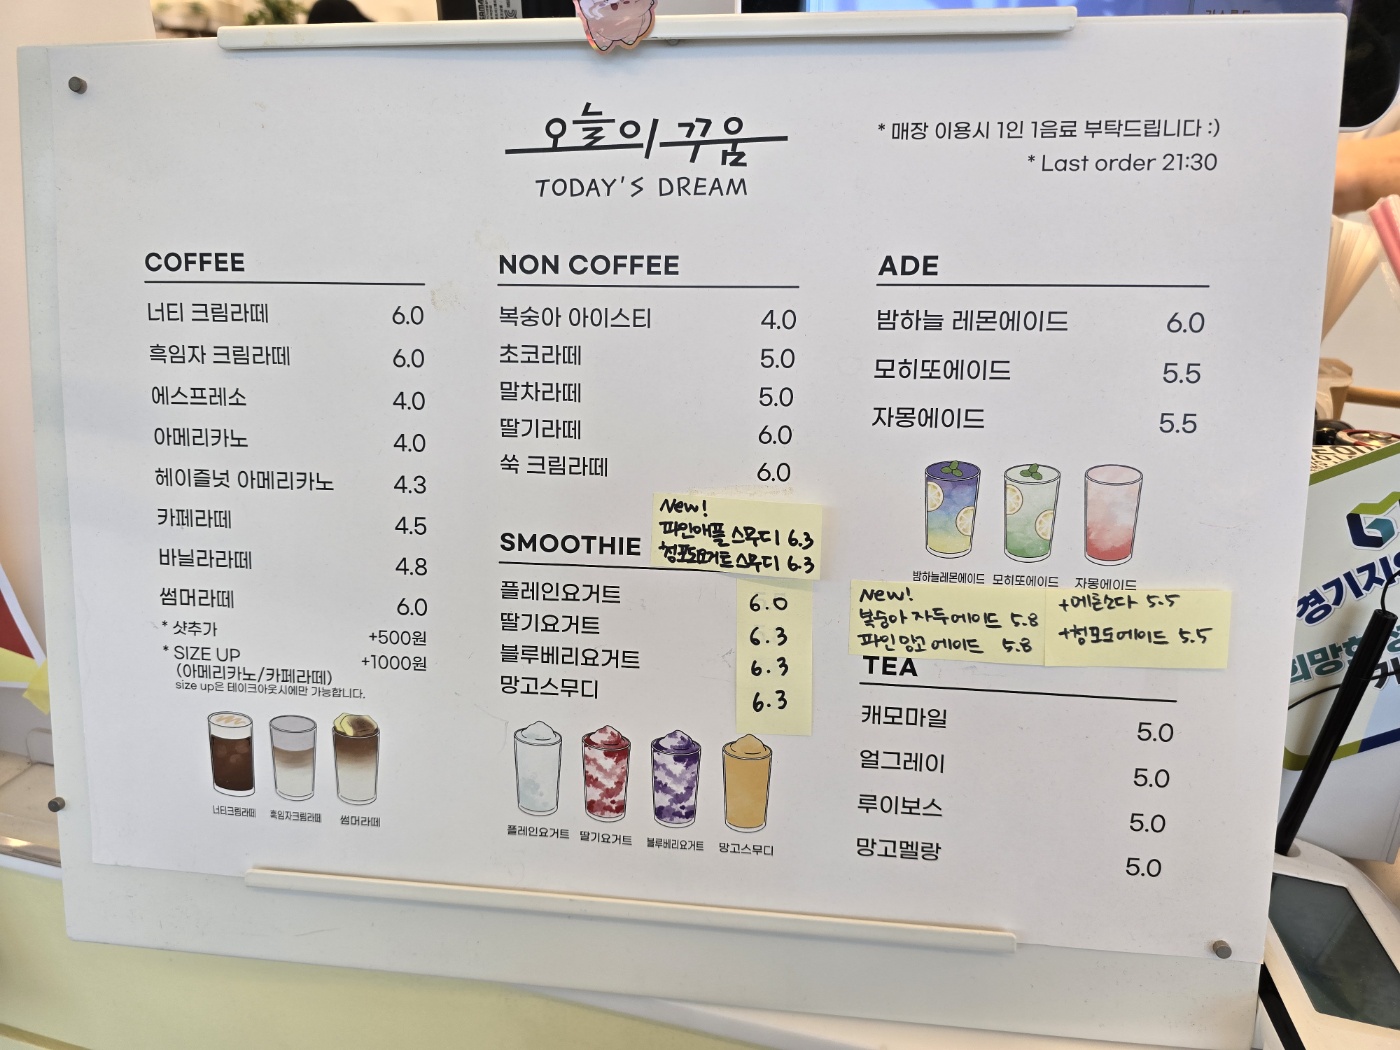 오늘의 꾸움
TODAY'S DREAM
* 매장 이용시 1인 1음료 부탁드립니다 :)
* Last order 21:30
COFFEE
너티 크림라떼 6.0
흑임자 크림라떼 6.0
에스프레소 4.0
아메리카노 4.0
헤이즐넛 아메리카노 4.3
카페라떼 4.5
바닐라라떼 4.8
썸머라떼 6.0
* 샷추가 +500원
* SIZE UP +1000원
(아메리카노/카페라떼)
size up은 테이크아웃시에만 가능합니다.
너티크림라떼 흑임자크림라떼 썸머라떼
NON COFFEE
복숭아 아이스티 4.0
초코라떼 5.0
말차라떼 5.0
딸기라떼 6.0
쑥 크림라떼 6.0
New!
파인애플 스무디 6.3
청포도요거트 스무디 6.3
SMOOTHIE
플레인요거트 6.0
딸기요거트 6.3
블루베리요거트 6.3
망고스무디 6.3
플레인요거트 딸기요거트 블루베리요거트 망고스무디
ADE
밤하늘 레몬에이드 6.0
모히또에이드 5.5
자몽에이드 5.5
밤하늘레몬에이드 모히또에이드 자몽에이드
New!
복숭아 자두에이드 5.8
파인망고 에이드 5.8
+메론소다 5.5
+청포도에이드 5.5
TEA
캐모마일 5.0
얼그레이 5.0
루이보스 5.0
망고멜랑 5.0
경기지역